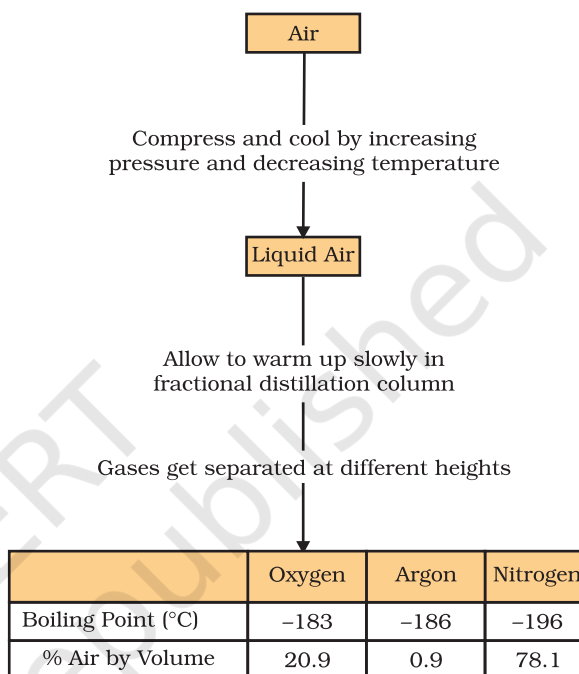 Air
Compress and cool by increasing
pressure and decreasing temperature
Liquid Air
Allow to warm up slowly in
fractional distillation column
Gases get separated at different heights
Oxygen Argon Nitrogen
Boiling Point (°C) –183 –186 –196
% Air by Volume 20.9 0.9 78.1